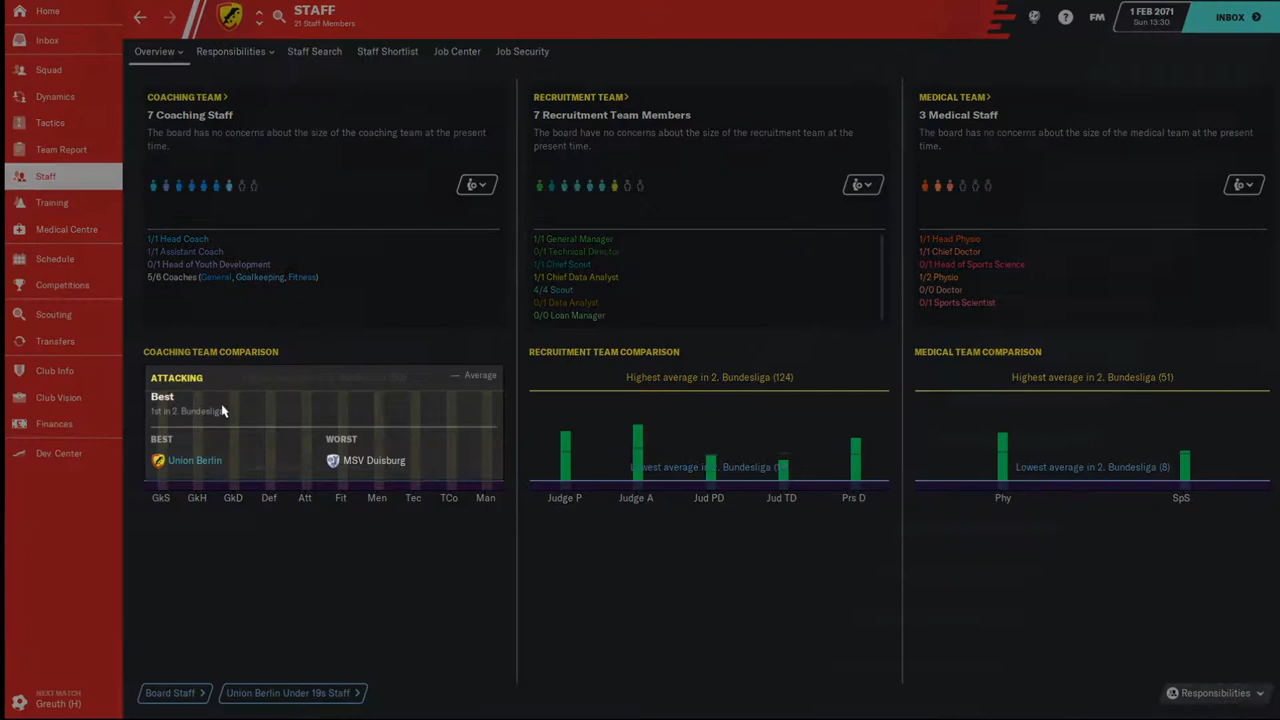 Home
Inbox
Squad
Dynamics
Tactics
Team Report
Staff
Training
Medical Centre
Schedule
Competitions
Scouting
Transfers
Club Info
Club Vision
Finances
Dev. Center
NEXT MATCH
Greuth (H)
STAFF
21 Staff Members
FM
1 FEB 2071
Sun 13:30
INBOX
Overview
Responsibilities
Staff Search
Staff Shortlist
Job Center
Job Security
COACHING TEAM
7 Coaching Staff
The board has no concerns about the size of the coaching team at the present
time.
1/1 Head Coach
1/1 Assistant Coach
0/1 Head of Youth Development
5/6 Coaches (General, Goalkeeping, Fitness)
RECRUITMENT TEAM
7 Recruitment Team Members
The board have no concerns about the size of the recruitment team at the
present time.
1/1 General Manager
0/1 Technical Director
1/1 Chief Scout
1/1 Chief Data Analyst
4/4 Scout
0/1 Data Analyst
0/0 Loan Manager
MEDICAL TEAM
3 Medical Staff
The board has no concerns about the size of the medical team at the present
time.
1/1 Head Physio
1/1 Chief Doctor
0/1 Head of Sports Science
1/2 Physio
0/0 Doctor
0/1 Sports Scientist
COACHING TEAM COMPARISON
ATTACKING
Average
Best
1st in 2. Bundesliga
BEST
WORST
Union Berlin
MSV Duisburg
GkS GkH GkD Def Att Fit Men Tec TCo Man
RECRUITMENT TEAM COMPARISON
Highest average in 2. Bundesliga (124)
Lowest average in 2. Bundesliga
Judge P Judge A Jud PD Jud TD Prs D
MEDICAL TEAM COMPARISON
Highest average in 2. Bundesliga (51)
Lowest average in 2. Bundesliga (8)
Phy SpS
Board Staff
Union Berlin Under 19s Staff
Responsibilities